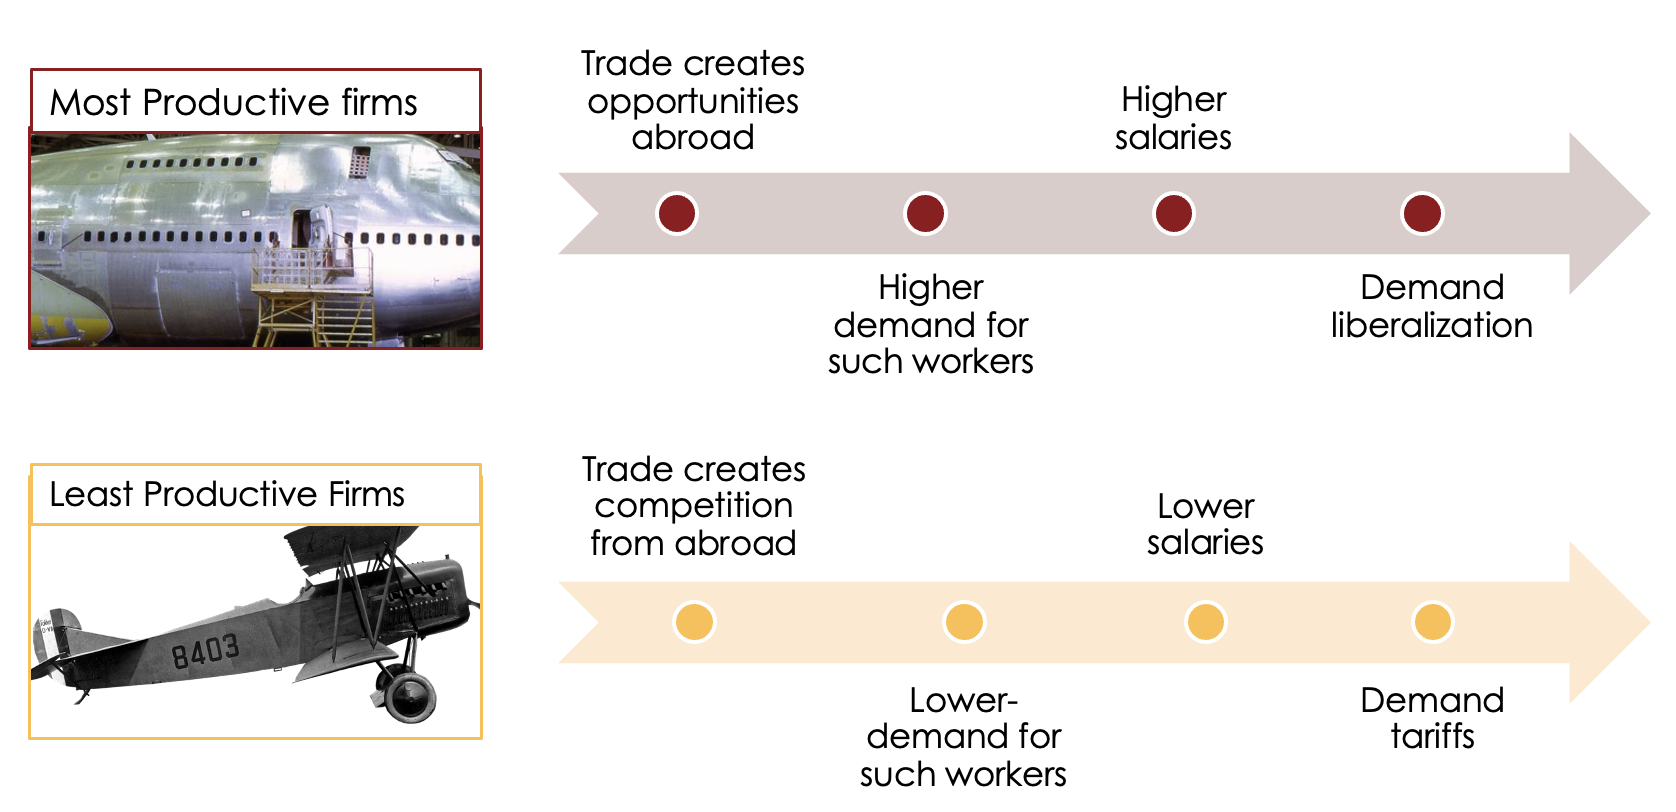 Most Productive firms
Trade creates
opportunities
abroad
Higher
demand for
such workers
Higher
salaries
Demand
liberalization
Least Productive Firms
8403
Trade creates
competition
from abroad
Lower-
demand for
such workers
Lower
salaries
Demand
tariffs